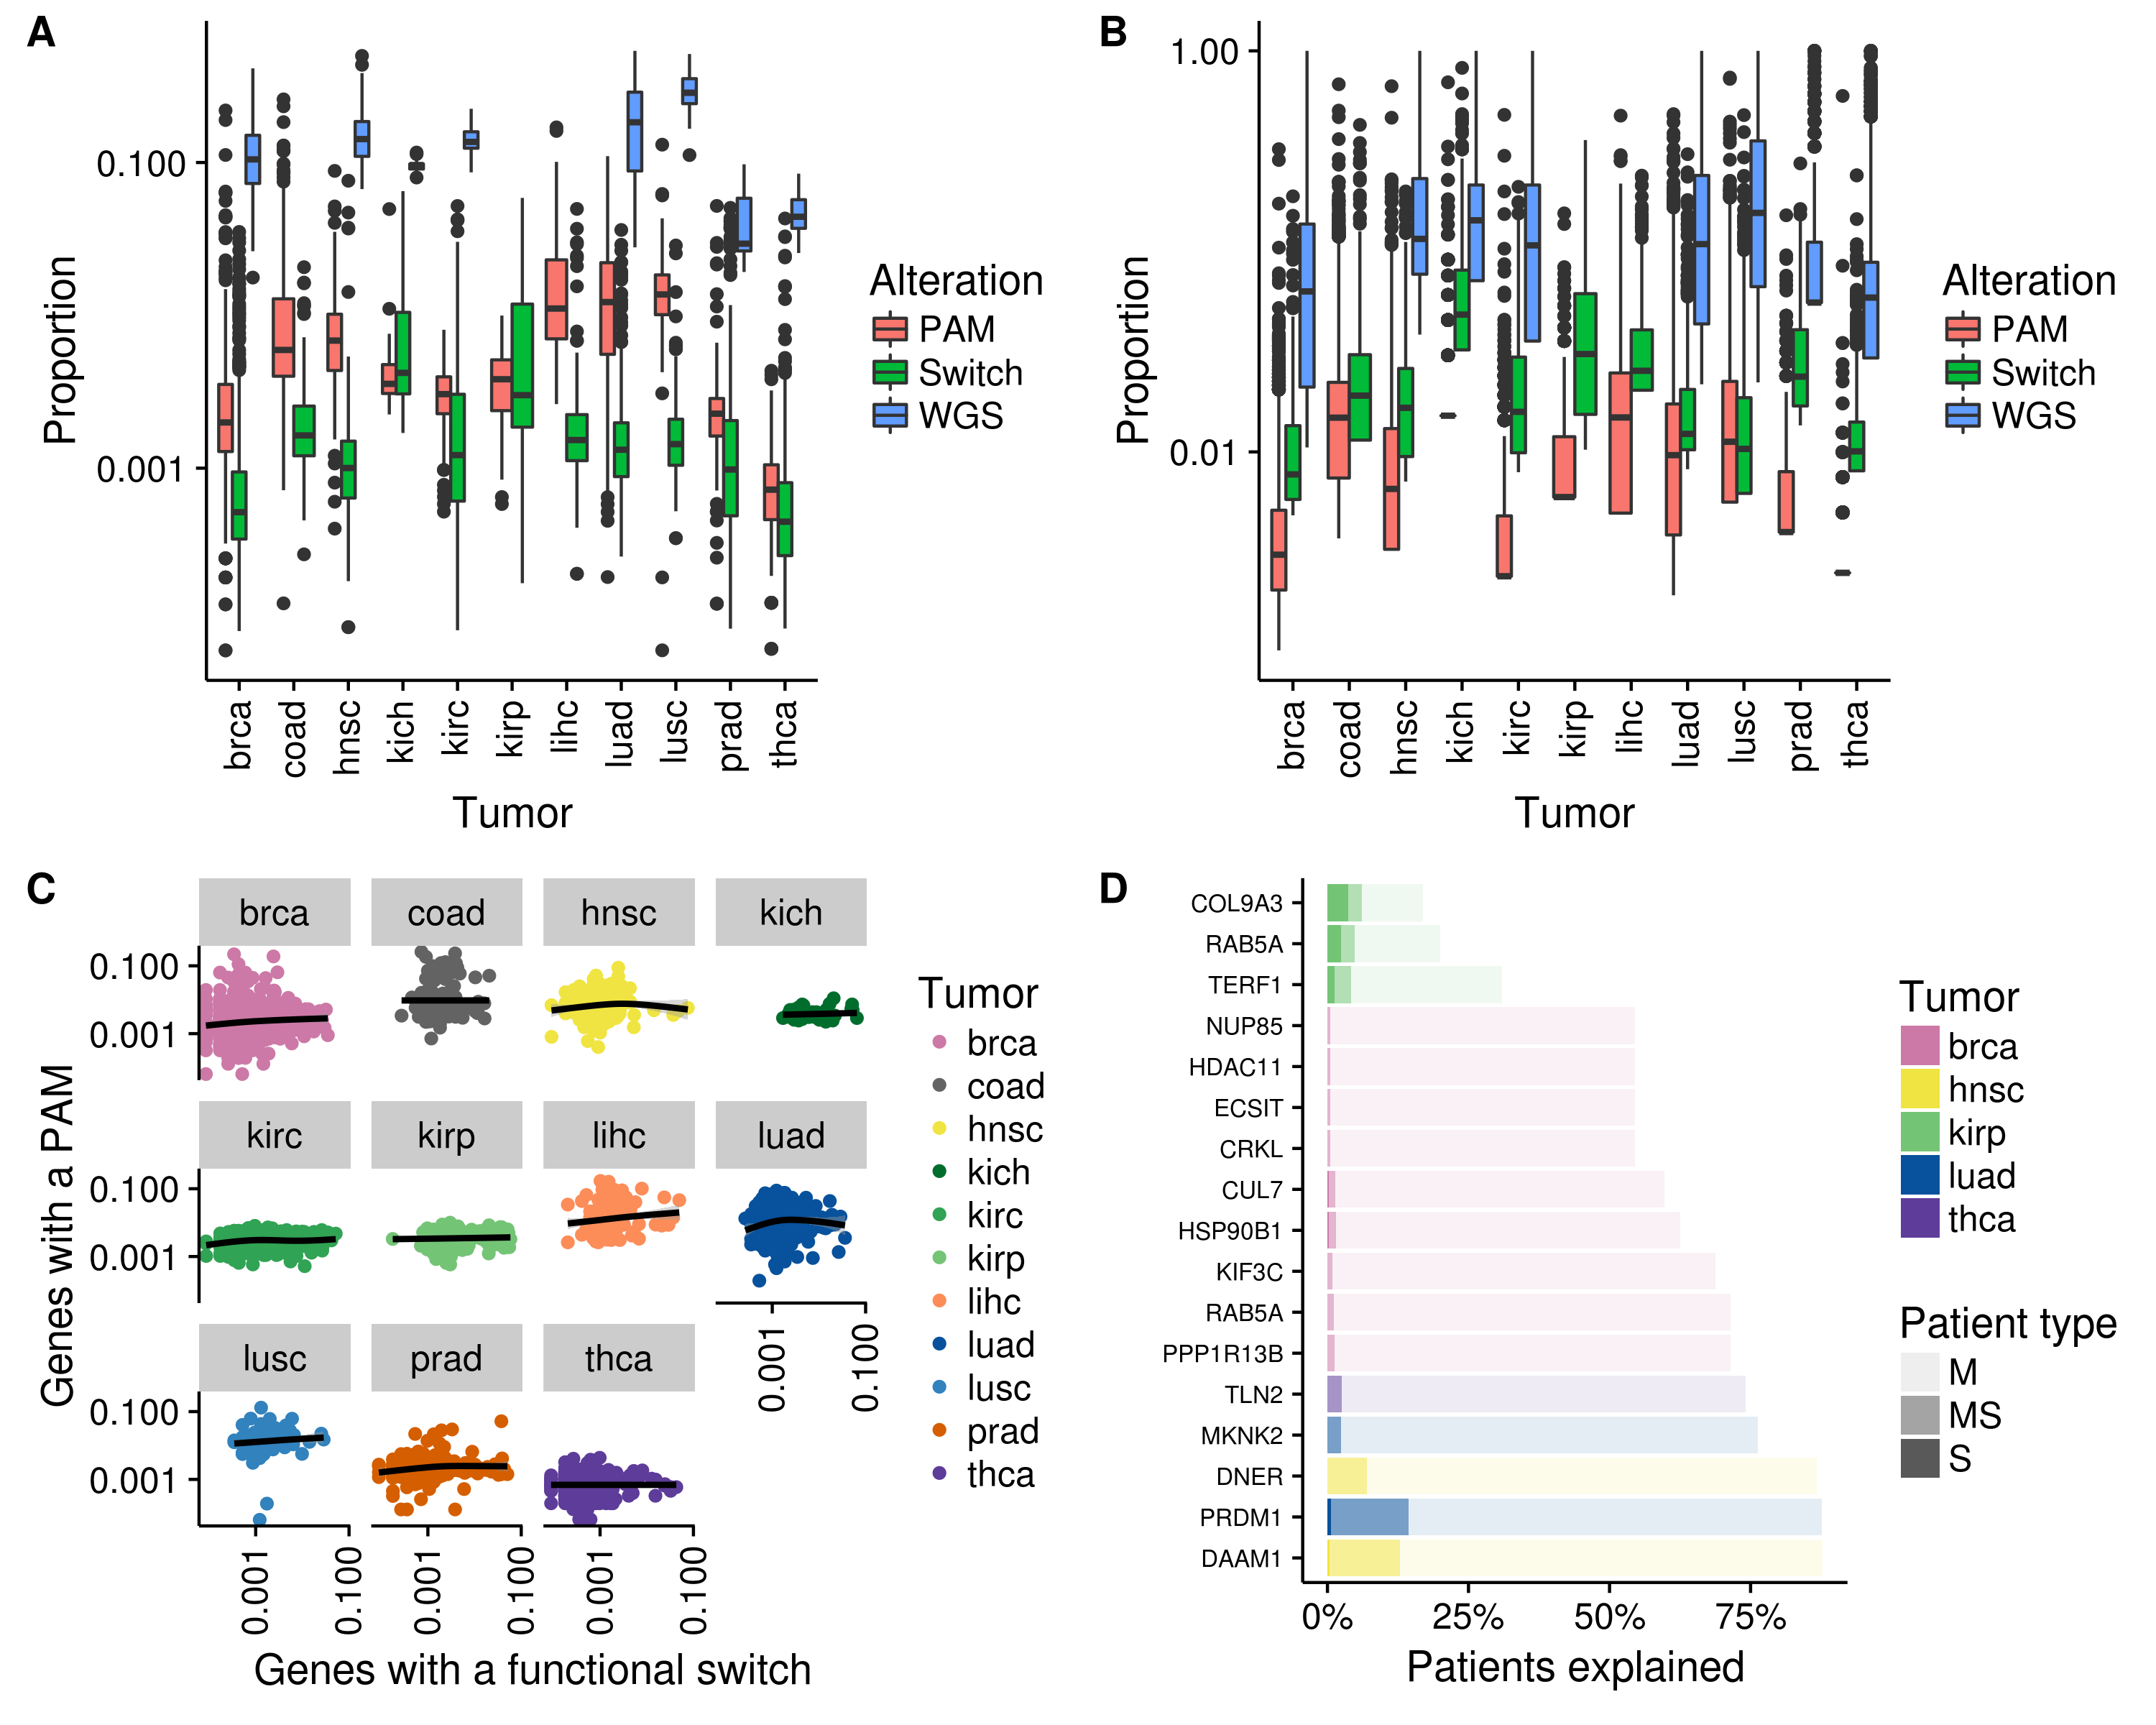 A
0.100
0.001
Proportion
brca
coad
hnsc
kich
kirc
kirp
lihc
luad
lusc
prad
thca
Tumor
Alteration
PAM
Switch
WGS
B
1.00
0.01
Proportion
brca
coad
hnsc
kich
kirc
kirp
lihc
luad
lusc
prad
thca
Tumor
Alteration
PAM
Switch
WGS
C
brca
coad
hnsc
kich
0.100
0.001
kirc
kirp
lihc
luad
0.100
0.001
0.001
0.100
lusc
prad
thca
0.100
0.001
0.001
0.100
0.001
0.100
0.001
0.100
Genes with a PAM
Genes with a functional switch
Tumor
brca
coad
hnsc
kich
kirc
kirp
lihc
luad
lusc
prad
thca
D
COL9A3
RAB5A
TERF1
NUP85
HDAC11
ECSIT
CRKL
CUL7
HSP90B1
KIF3C
RAB5A
PPP1R13B
TLN2
MKNK2
DNER
PRDM1
DAAM1
0%
25%
50%
75%
Patients explained
Tumor
brca
hnsc
kirp
luad
thca
Patient type
M
MS
S